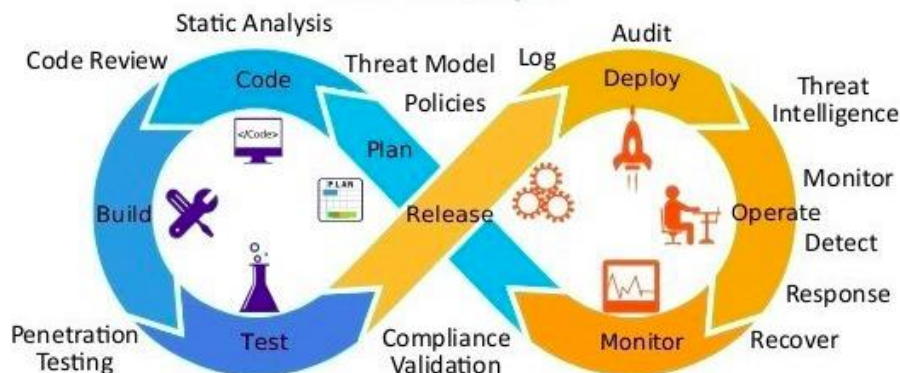 Static Analysis
Audit
Code Review
Threat Model
Log
Code
Deploy
Policies
Threat
Intelligence
</Code>
Plan
PLAN
Monitor
Build
Release
Operate
Detect
Response
Penetration
Testing
Test
Compliance
Validation
Monitor
Recover